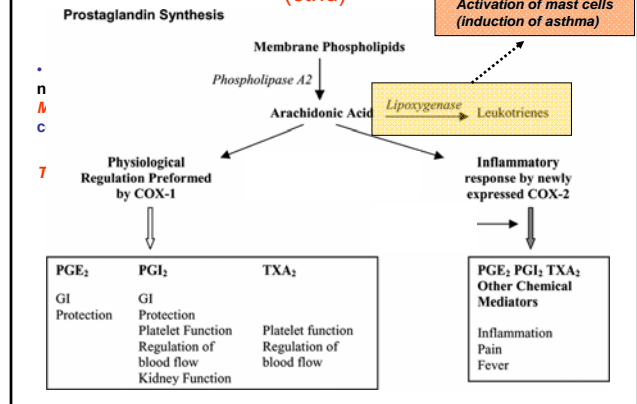 (cont'd)
Activation of mast cells
(induction of asthma)
Prostaglandin Synthesis
Membrane Phospholipids
Phospholipase A2
Arachidonic Acid
Lipoxygenase
Leukotrienes
•
n
M
c
T
Physiological
Regulation Preformed
by COX-1
Inflammatory
response by newly
expressed COX-2
PGE₂ PGI₂ TXA₂
GI GI
Protection Protection
Platelet Function Platelet function
Regulation of Regulation of
blood flow blood flow
Kidney Function
PGE₂ PGI₂ TXA₂
Other Chemical
Mediators
Inflammation
Pain
Fever